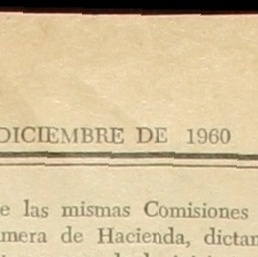 DICIEMBRE DE 1960
e las mismas Comisiones
mera de Hacienda, dictan